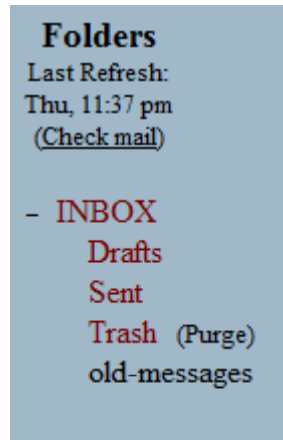 Folders
Last Refresh:
Thu, 11:37 pm
(Check mail)
– INBOX
Drafts
Sent
Trash (Purge)
old-messages